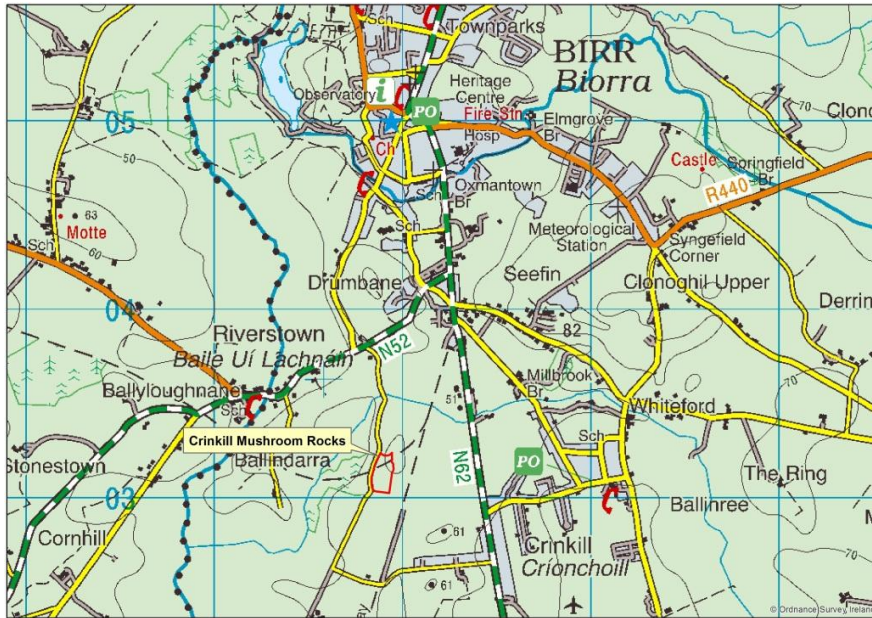 Sch
Townparks
BIRR
Biorra
Observatory
i
Heritage
Centre
PO
Fire Stn
Hosp
Elmgrove
Br
05
50
Ch
Castle
Springfield
Br
70
R440
Oxmantown
Br
Sch
Sch
Meteorological
Station
Syngefield
Corner
63
Motte
60
Sch
Drumbane
Seefin
Clonoghil Upper
04
Riverstown
Baile Uí Lachnáin
N52
82
Derrin
Ballyloughnane
Sch
51
Millbrook
Br
70
Whiteford
Crinkill Mushroom Rocks
Stonestown
Ballindarra
N62
PO
Sch
The Ring
03
Ballinree
Cornhill
61
Crinkill
Crionchoill
61
70
© Ordnance Survey Ireland